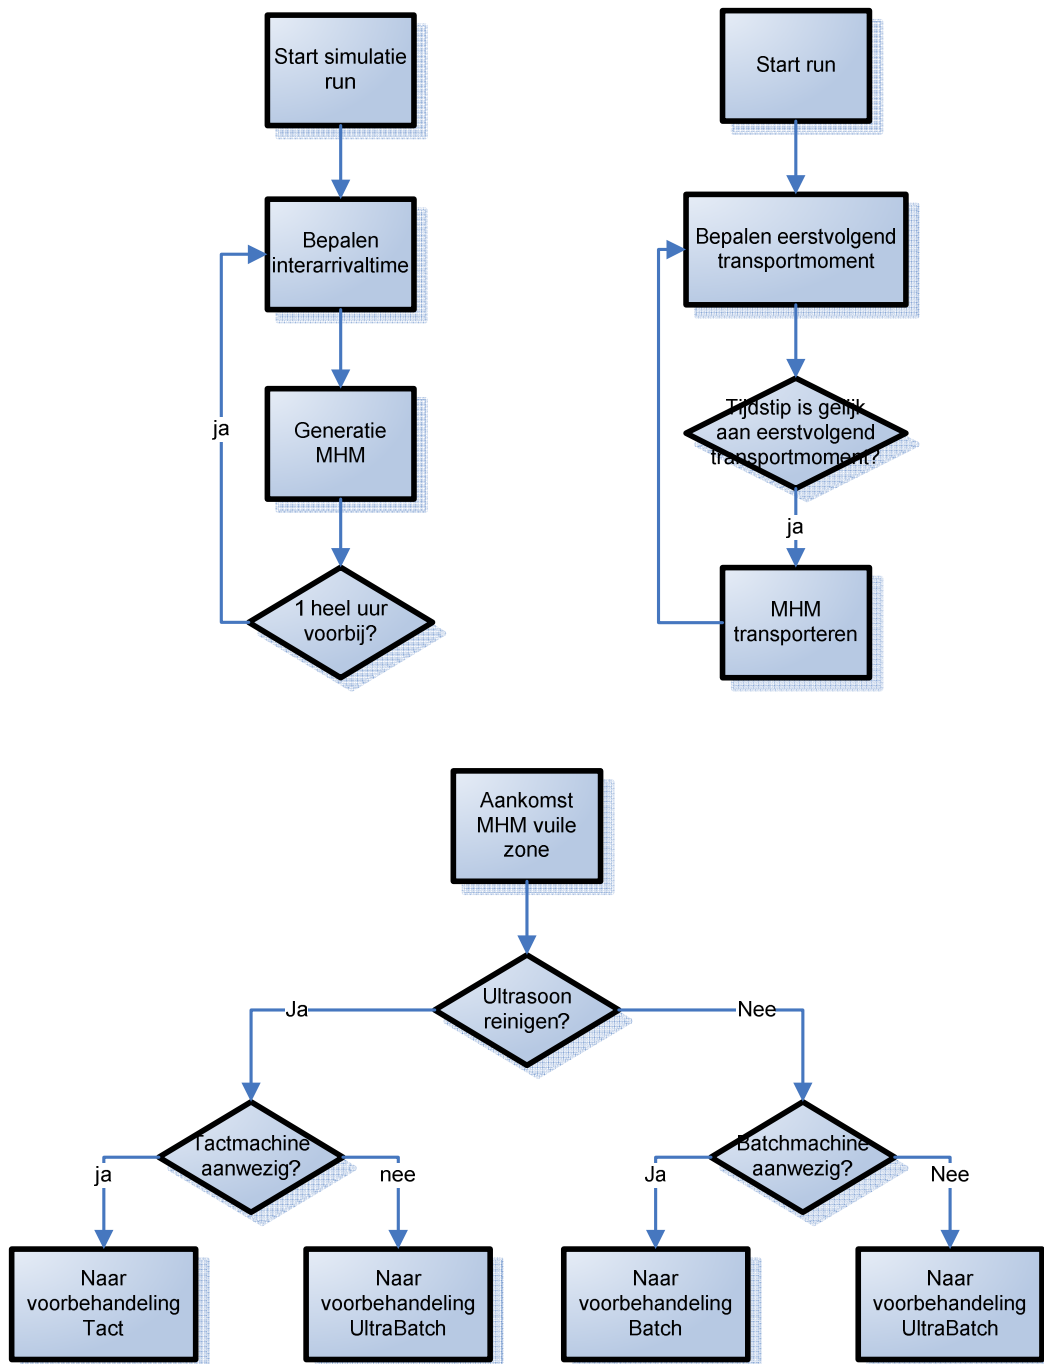 Start simulatie
run
Bepalen
interarrivaltime
Generatie
MHM
ja
1 heel uur
voorbij?
Start run
Bepalen eerstvolgend
transportmoment
Tijdstip is gelijk
aan eerstvolgend
transportmoment?
ja
MHM
transporteren
Aankomst
MHM vuile
zone
Ultrasoon
reinigen?
Ja
Nee
Tactmachine
aanwezig?
ja
nee
Batchmachine
aanwezig?
Ja
Nee
Naar
voorbehandeling
Tact
Naar
voorbehandeling
UltraBatch
Naar
voorbehandeling
Batch
Naar
voorbehandeling
UltraBatch